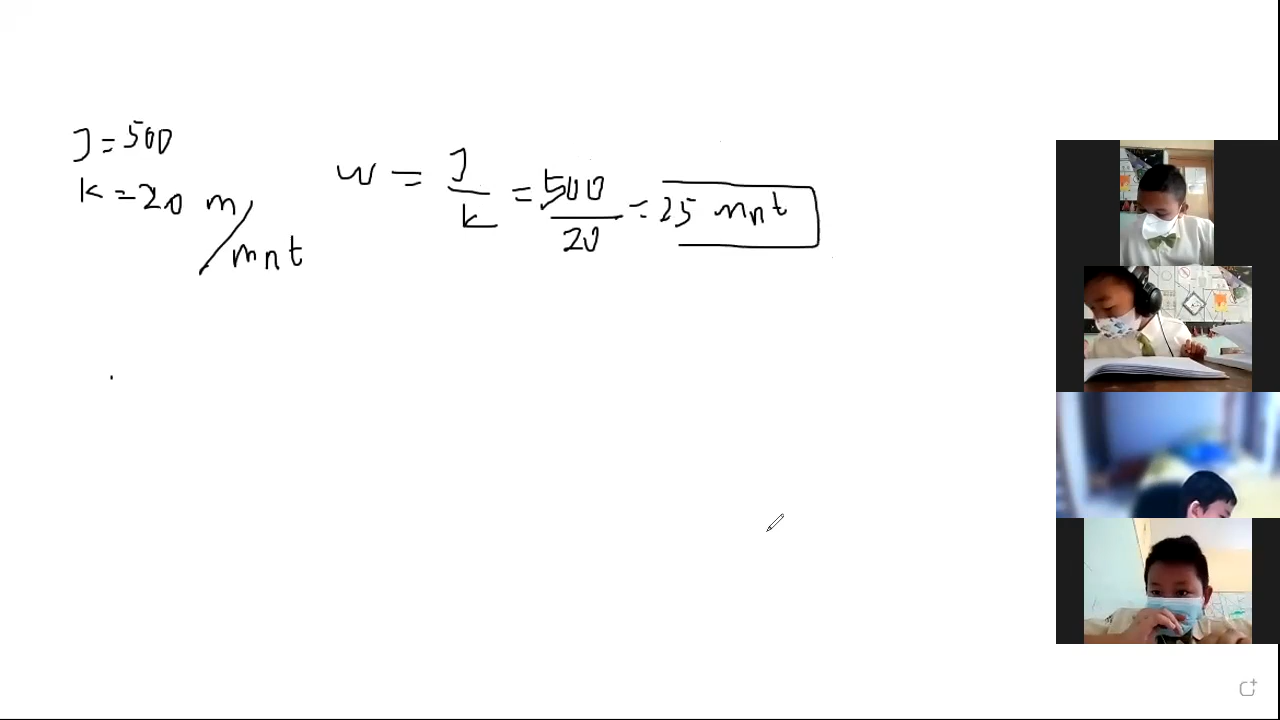 J = 500
k = 20 m/mnt
w = J/k = 500/20 = 25 mnt